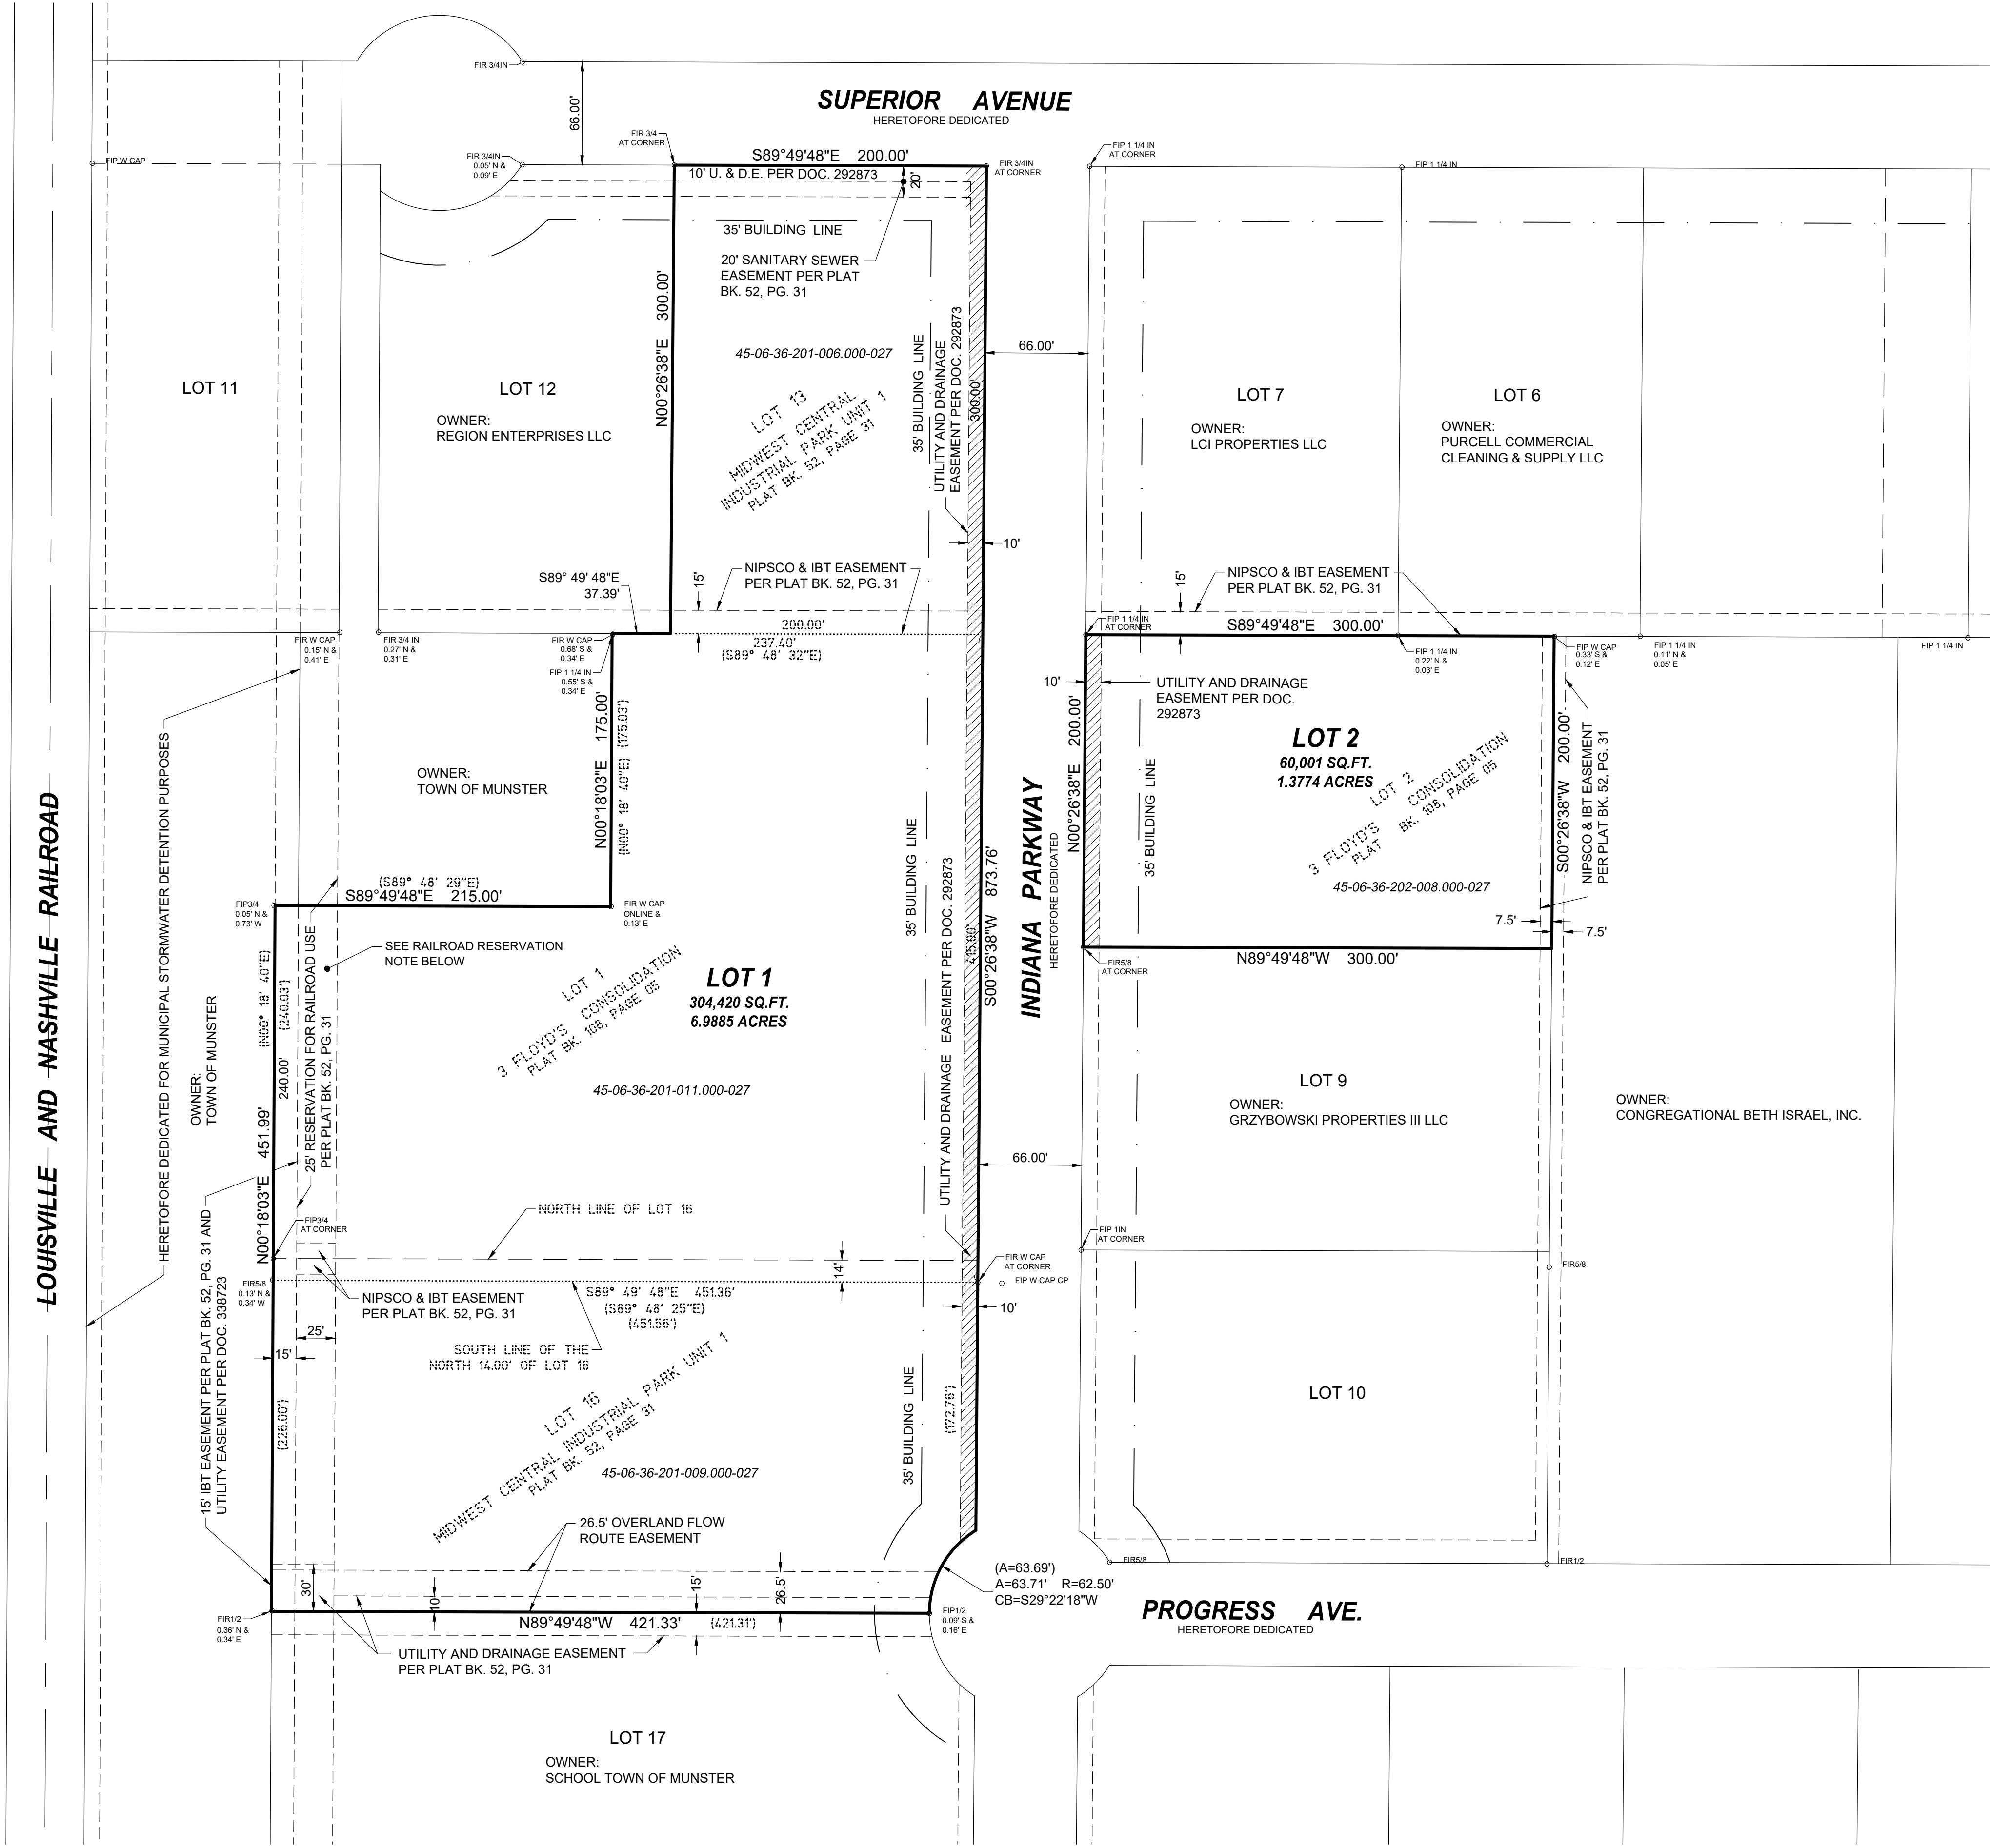 FIR 3/4IN
66.00'
SUPERIOR AVENUE
HERETOFORE DEDICATED
FIP W CAP
FIR 3/4IN
0.05' N &
0.09' E
FIR 3/4
AT CORNER
S89°49'48"E 200.00'
10' U. & D.E. PER DOC. 292873
20'
FIR 3/4IN
AT CORNER
FIP 1 1/4 IN
AT CORNER
FIP 1 1/4 IN
35' BUILDING LINE
20' SANITARY SEWER
EASEMENT PER PLAT
BK. 52, PG. 31
N00°26'38"E 300.00'
45-06-36-201-006.000-027
35' BUILDING LINE
UTILITY AND DRAINAGE
EASEMENT PER DOC. 292873
300.00'
66.00'
LOT 11
LOT 12
OWNER:
REGION ENTERPRISES LLC
LOT 13
MIDWEST CENTRAL
INDUSTRIAL PARK UNIT 1
PLAT BK. 52, PAGE 31
LOT 7
OWNER:
LCI PROPERTIES LLC
LOT 6
OWNER:
PURCELL COMMERCIAL
CLEANING & SUPPLY LLC
10'
S89° 49' 48"E
37.39'
15'
NIPSCO & IBT EASEMENT
PER PLAT BK. 52, PG. 31
15'
NIPSCO & IBT EASEMENT
PER PLAT BK. 52, PG. 31
FIR W CAP
0.15' N &
0.41' E
FIR 3/4 IN
0.27' N &
0.31' E
FIR W CAP
0.68' S &
0.34' E
FIP 1 1/4 IN
0.55' S &
0.34' E
200.00'
237.40'
(S89° 48' 32"E)
FIP 1 1/4 IN
AT CORNER
S89°49'48"E 300.00'
FIP 1 1/4 IN
0.22' N &
0.03' E
FIP W CAP
0.33' S &
0.12' E
FIP 1 1/4 IN
0.11' N &
0.05' E
FIP 1 1/4 IN
N00°18'03"E 175.00'
(N00° 18' 40"E) (175.03')
10'
UTILITY AND DRAINAGE
EASEMENT PER DOC.
292873
N00°26'38"E 200.00'
35' BUILDING LINE
LOT 2
60,001 SQ.FT.
1.3774 ACRES
LOT 2
3 FLOYD'S CONSOLIDATION
PLAT BK. 108, PAGE 05
45-06-36-202-008.000-027
S00°26'38"W 200.00'
NIPSCO & IBT EASEMENT
PER PLAT BK. 52, PG. 31
7.5'
7.5'
N89°49'48"W 300.00'
FIR5/8
AT CORNER
LOUISVILLE AND NASHVILLE RAILROAD
HERETOFORE DEDICATED FOR MUNICIPAL STORMWATER DETENTION PURPOSES
OWNER:
TOWN OF MUNSTER
(S89° 48' 29"E)
S89°49'48"E 215.00'
FIP3/4
0.05' N &
0.73' W
FIR W CAP
ONLINE &
0.13' E
SEE RAILROAD RESERVATION
NOTE BELOW
35' BUILDING LINE
UTILITY AND DRAINAGE EASEMENT PER DOC. 292873
415.00'
S00°26'38"W 873.76'
INDIANA PARKWAY
HERETOFORE DEDICATED
LOT 1
3 FLOYD'S CONSOLIDATION
PLAT BK. 108, PAGE 05
LOT 1
304,420 SQ.FT.
6.9885 ACRES
45-06-36-201-011.000-027
OWNER:
TOWN OF MUNSTER
(N00° 18' 40"E)
(240.03')
240.00'
N00°18'03"E 451.99'
25' RESERVATION FOR RAILROAD USE
PER PLAT BK. 52, PG. 31
LOT 9
OWNER:
GRZYBOWSKI PROPERTIES III LLC
OWNER:
CONGREGATIONAL BETH ISRAEL, INC.
66.00'
NORTH LINE OF LOT 16
FIP3/4
AT CORNER
FIP 1IN
AT CORNER
FIR W CAP
AT CORNER
FIP W CAP CP
FIR5/8
FIR5/8
0.13' N &
0.34' W
14'
10'
NIPSCO & IBT EASEMENT
PER PLAT BK. 52, PG. 31
S89° 49' 48"E 451.36'
(S89° 48' 25"E)
(451.56')
25'
15'
SOUTH LINE OF THE
NORTH 14.00' OF LOT 16
15' IBT EASEMENT PER PLAT BK. 52, PG. 31 AND
UTILITY EASEMENT PER DOC. 338723
(226.00')
LOT 16
MIDWEST CENTRAL INDUSTRIAL PARK UNIT 1
PLAT BK. 52, PAGE 31
45-06-36-201-009.000-027
35' BUILDING LINE
(172.76')
LOT 10
26.5' OVERLAND FLOW
ROUTE EASEMENT
30'
10'
15'
26.5'
(A=63.69')
A=63.71' R=62.50'
CB=S29°22'18"W
FIR5/8
FIR1/2
FIR1/2
0.36' N &
0.34' E
N89°49'48"W 421.33' (421.31')
FIP1/2
0.09' S &
0.16' E
PROGRESS AVE.
HERETOFORE DEDICATED
UTILITY AND DRAINAGE EASEMENT
PER PLAT BK. 52, PG. 31
LOT 17
OWNER:
SCHOOL TOWN OF MUNSTER